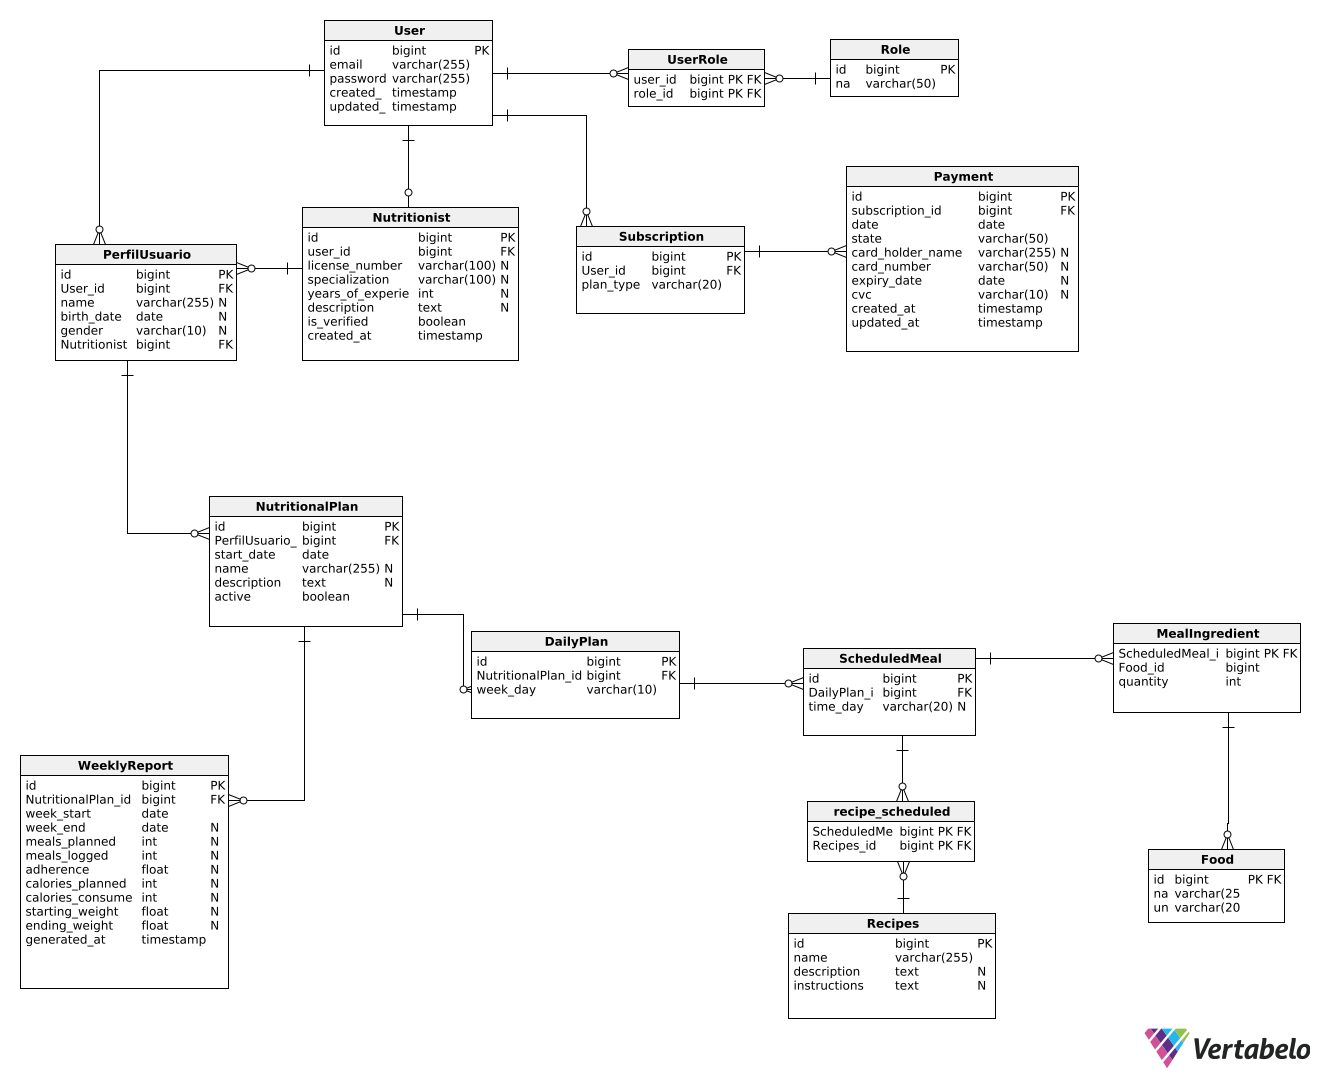 User
id bigint PK
email varchar(255)
password varchar(255)
created_ timestamp
updated_ timestamp
UserRole
user_id bigint PK FK
role_id bigint PK FK
Role
id bigint PK
na varchar(50)
PerfilUsuario
id bigint PK
User_id bigint FK
name varchar(255) N
birth_date date N
gender varchar(10) N
Nutritionist bigint FK
Nutritionist
id bigint PK
user_id bigint FK
license_number varchar(100) N
specialization varchar(100) N
years_of_experie int N
description text N
is_verified boolean
created_at timestamp
Subscription
id bigint PK
User_id bigint FK
plan_type varchar(20)
Payment
id bigint PK
subscription_id bigint FK
date date
state varchar(50)
card_holder_name varchar(255) N
card_number varchar(50) N
expiry_date date N
cvc varchar(10) N
created_at timestamp
updated_at timestamp
NutritionalPlan
id bigint PK
PerfilUsuario_ bigint FK
start_date date
name varchar(255) N
description text N
active boolean
DailyPlan
id bigint PK
NutritionalPlan_id bigint FK
week_day varchar(10)
ScheduledMeal
id bigint PK
DailyPlan_i bigint FK
time_day varchar(20) N
MealIngredient
ScheduledMeal_i bigint PK FK
Food_id bigint
quantity int
WeeklyReport
id bigint PK
NutritionalPlan_id bigint FK
week_start date
week_end date N
meals_planned int N
meals_logged int N
adherence float N
calories_planned int N
calories_consume int N
starting_weight float N
ending_weight float N
generated_at timestamp
recipe_scheduled
ScheduledMe bigint PK FK
Recipes_id bigint PK FK
Food
id bigint PK FK
na varchar(25
un varchar(20
Recipes
id bigint PK
name varchar(255)
description text N
instructions text N
Vertabelo